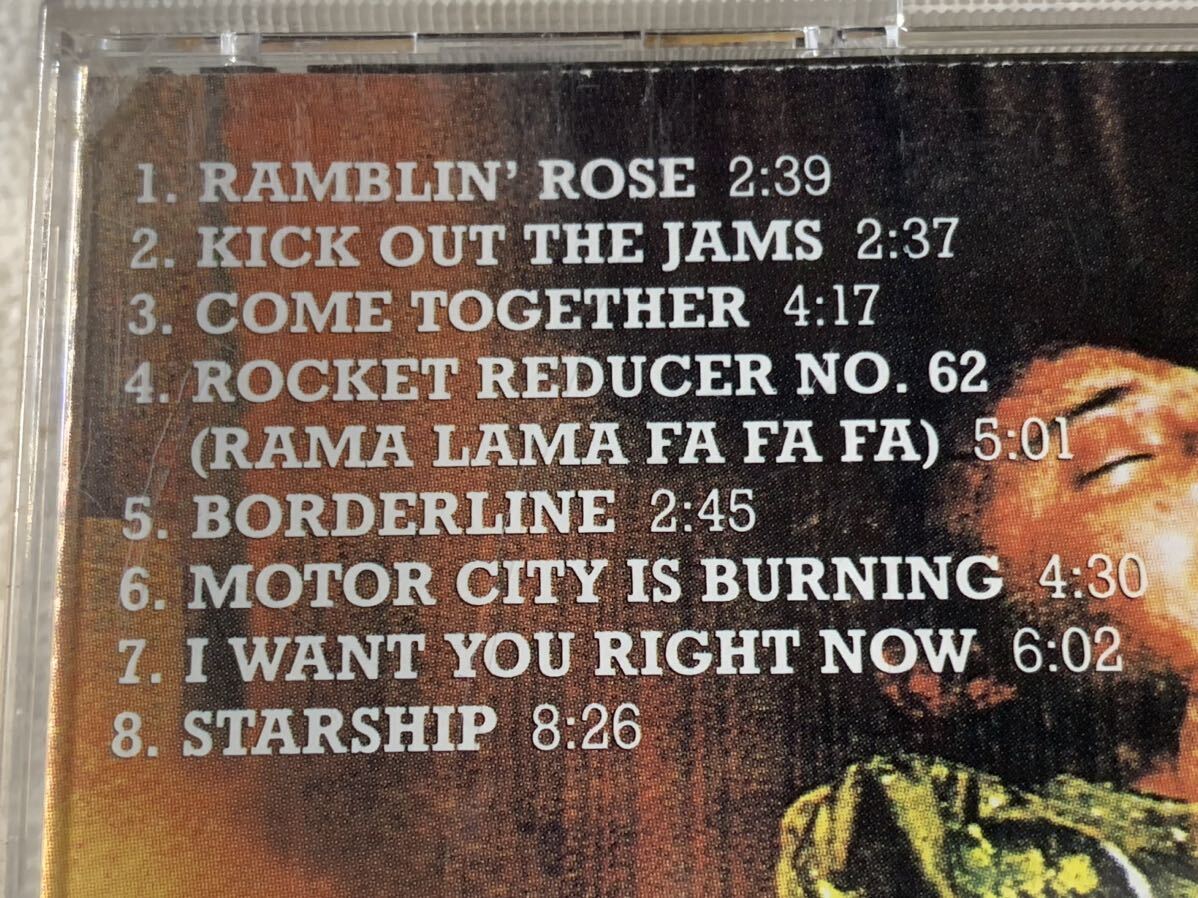 1. RAMBLIN' ROSE 2:39
2. KICK OUT THE JAMS 2:37
3. COME TOGETHER 4:17
4. ROCKET REDUCER NO. 62
(RAMA LAMA FA FA FA) 5:01
5. BORDERLINE 2:45
6. MOTOR CITY IS BURNING 4:30
7. I WANT YOU RIGHT NOW 6:02
8. STARSHIP 8:26